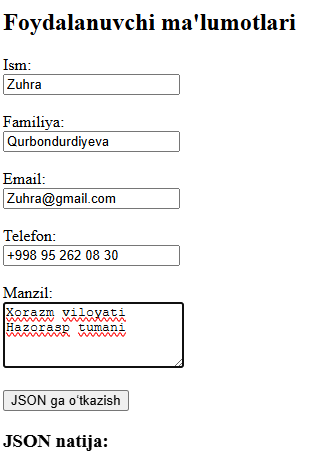 Foydalanuvchi ma'lumotlari
Ism:
Zuhra
Familiya:
Qurbondurdiyeva
Email:
Zuhra@gmail.com
Telefon:
+998 95 262 08 30
Manzil:
Xorazm viloyati
Hazorasp tumani
JSON ga o‘tkazish
JSON natija: